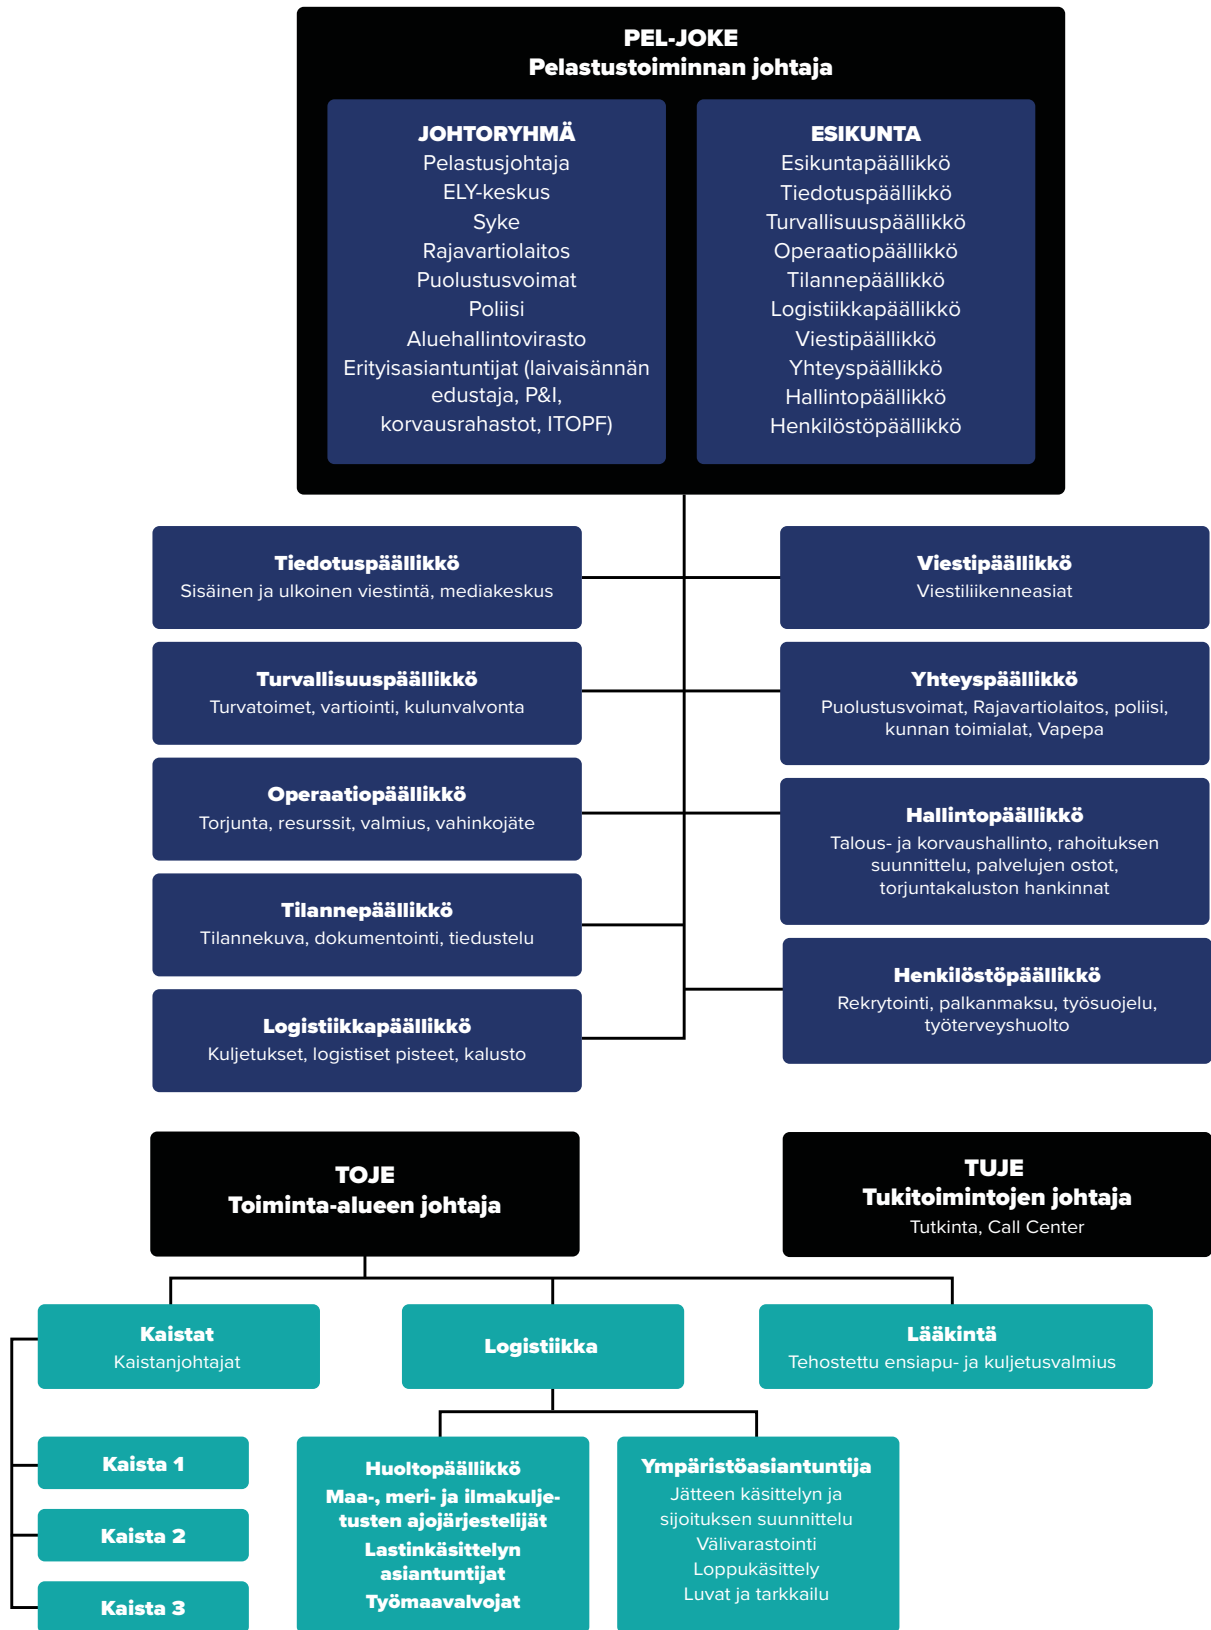 PEL-JOKE
Pelastustoiminnan johtaja
JOHTORYHMÄ
Pelastusjohtaja
ELY-keskus
Syke
Rajavartiolaitos
Puolustusvoimat
Poliisi
Aluehallintovirasto
Erityisasiantuntijat (laivaisännän
edustaja, P&I,
korvausrahastot, ITOPF)
ESIKUNTA
Esikuntapäällikkö
Tiedotuspäällikkö
Turvallisuuspäällikkö
Operaatiopäällikkö
Tilannepäällikkö
Logistiikkapäällikkö
Viestipäällikkö
Yhteyspäällikkö
Hallintopäällikkö
Henkilöstöpäällikkö
Tiedotuspäällikkö
Sisäinen ja ulkoinen viestintä, mediakeskus
Turvallisuuspäällikkö
Turvatoimet, vartiointi, kulunvalvonta
Operaatiopäällikkö
Torjunta, resurssit, valmius, vahinkojäte
Tilannepäällikkö
Tilannekuva, dokumentointi, tiedustelu
Logistiikkapäällikkö
Kuljetukset, logistiset pisteet, kalusto
Viestipäällikkö
Viestiliikenneasiat
Yhteyspäällikkö
Puolustusvoimat, Rajavartiolaitos, poliisi,
kunnan toimialat, Vapepa
Hallintopäällikkö
Talous- ja korvaushallinto, rahoituksen
suunnittelu, palvelujen ostot,
torjuntakaluston hankinnat
Henkilöstöpäällikkö
Rekrytointi, palkanmaksu, työsuojelu,
työterveyshuolto
TOJE
Toiminta-alueen johtaja
TUJE
Tukitoimintojen johtaja
Tutkinta, Call Center
Kaistat
Kaistanjohtajat
Logistiikka
Lääkintä
Tehostettu ensiapu- ja kuljetusvalmius
Kaista 1
Kaista 2
Kaista 3
Huoltopäällikkö
Maa-, meri- ja ilmakulje-
tusten ajojärjestelijät
Lastinkäsittelyn
asiantuntijat
Työmaavalvojat
Ympäristöasiantuntija
Jätteen käsittelyn ja
sijoituksen suunnittelu
Välivarastointi
Loppukäsittely
Luvat ja tarkkailu